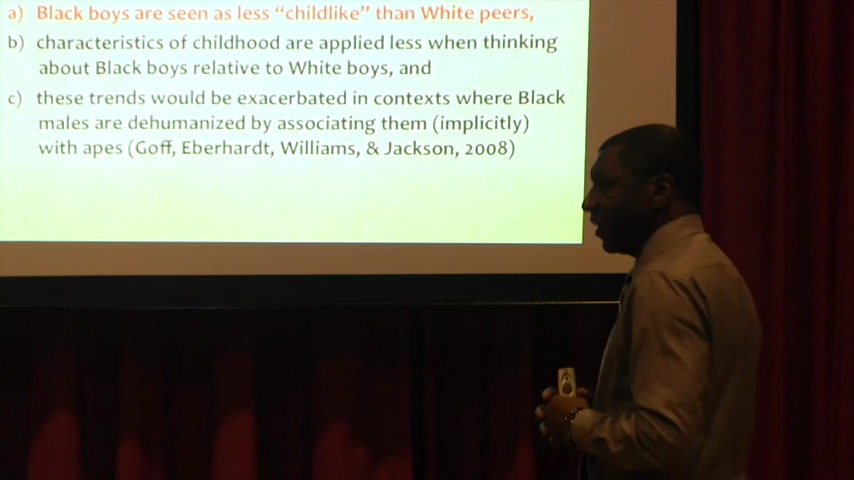 a) Black boys are seen as less “childlike” than White peers,
b) characteristics of childhood are applied less when thinking
about Black boys relative to White boys, and
c) these trends would be exacerbated in contexts where Black
males are dehumanized by associating them (implicitly)
with apes (Goff, Eberhardt, Williams, & Jackson, 2008)